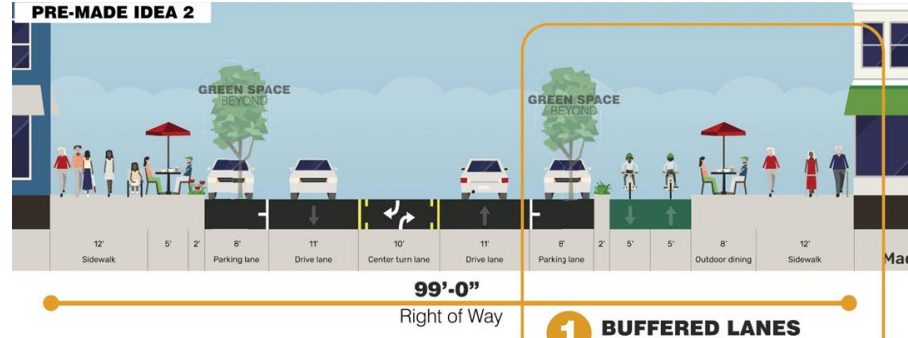 PRE-MADE IDEA 2
GREEN SPACE
BEYOND
GREEN SPACE
BEYOND
12' 5' 2' 8' 11' 10' 11' 8' 2' 5' 5' 8' 12'
Sidewalk Parking lane Drive lane Center turn lane Drive lane Parking lane Outdoor dining Sidewalk Mac
99'-0"
Right of Way
1 BUFFERED LANES